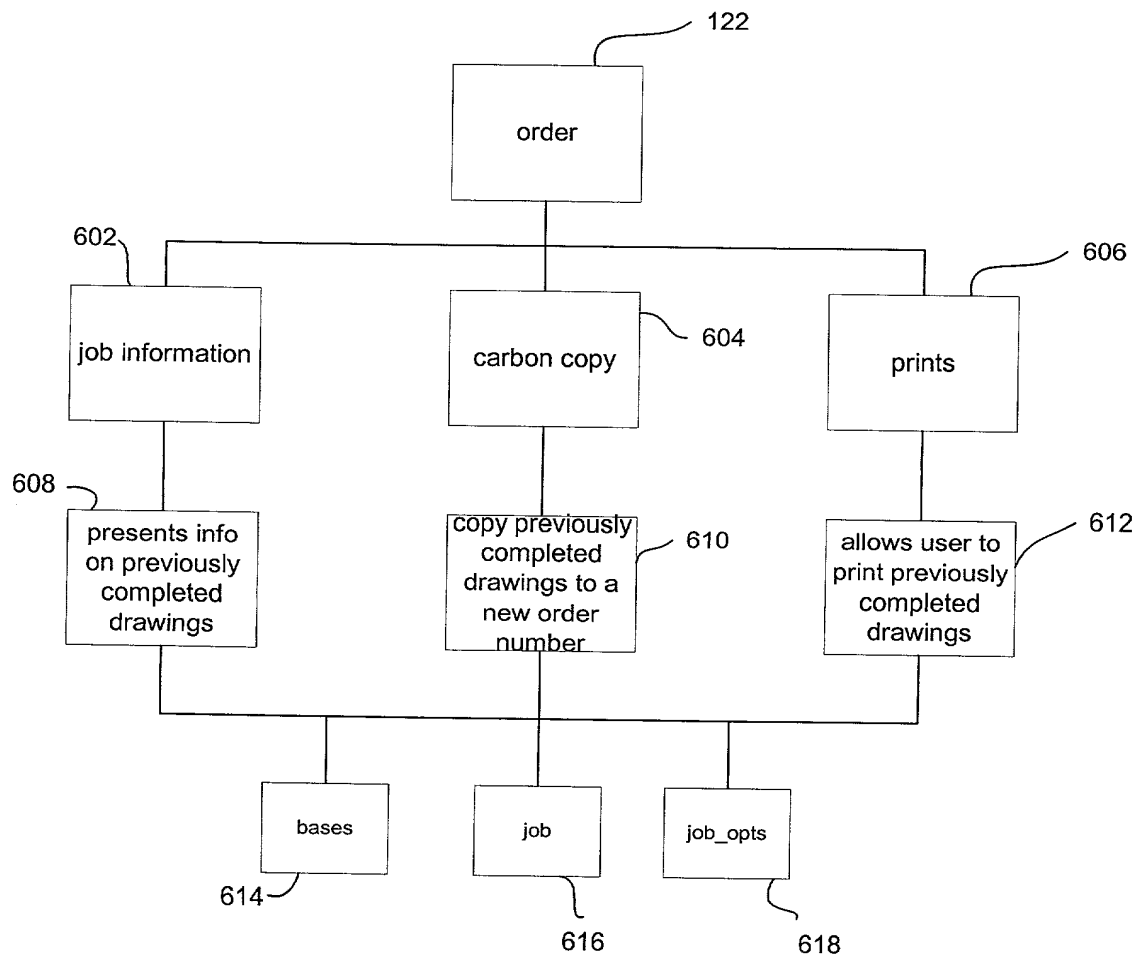 122
order
602
606
job information
carbon copy
604
prints
608
presents info
on previously
completed
drawings
copy previously
completed
drawings to a
new order
number
610
allows user to
print previously
completed
drawings
612
bases
job
job_opts
614
616
618